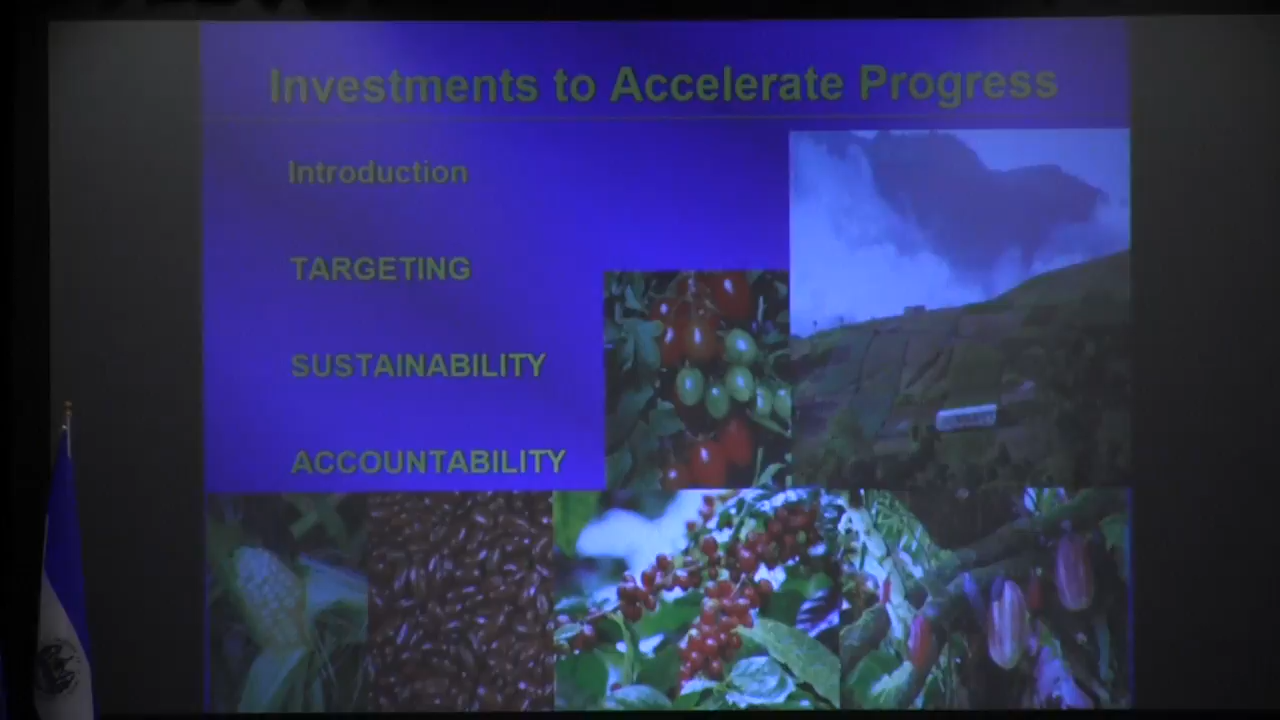 Investments to Accelerate Progress
Introduction
TARGETING
SUSTAINABILITY
ACCOUNTABILITY